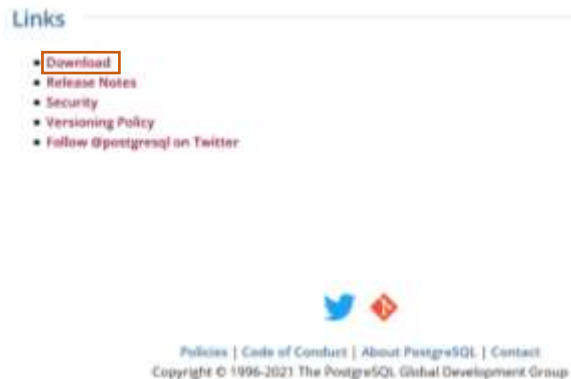 Links
Download
Release Notes
Security
Versioning Policy
Follow @postgresql on Twitter
Policies | Code of Conduct | About PostgreSQL | Contact
Copyright © 1996-2021 The PostgreSQL Global Development Group